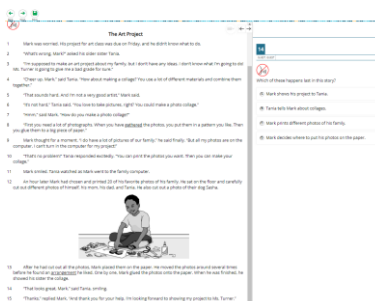 The Art Project
1 Mark was worried. His project for art class was due on Friday, and he didn't know what to do.
2 "What's wrong, Mark?" asked his older sister Tania.
3 "I'm supposed to make an art project about my family, but I don't have any ideas. I don't know what I'm going to do!
Mr. Turner is going to give me a bad grade for sure."
4 "Cheer up, Mark," said Tania. "How about making a collage? You use a lot of different materials and combine them
together."
5 "That sounds hard. And I'm not a very good artist," Mark said.
6 "It's not hard," Tania said. "You love to take pictures, right? You could make a photo collage."
7 "Hmm," said Mark. "How do you make a photo collage?"
8 "First you need a lot of photographs. When you have gathered the photos, you put them in a pattern you like. Then
you glue them to a big piece of paper."
9 Mark thought for a moment. "I do have a lot of pictures of our family," he said finally. "But all my photos are on the
computer. I can't turn in the computer for my project!"
10 "That's no problem!" Tania responded excitedly. "You can print the photos you want. Then you can make your
collage."
11 Mark smiled. Tania watched as Mark went to the family computer.
12 An hour later Mark had chosen and printed 20 of his favorite photos of his family. He sat on the floor and carefully
cut out different photos of himself, his mom, his dad, and Tania. He also cut out a photo of their dog Sasha.
13 After he had cut out all the photos, Mark placed them on the paper. He moved the photos around several times
before he found an arrangement he liked. One by one, Mark glued the photos onto the paper. When he was finished, he
showed his sister the collage.
14 "That looks great, Mark," said Tania, smiling.
15 "Thanks," replied Mark. "And thank you for your help. I'm looking forward to showing my project to Mr. Turner."
14
Which of these happens last in this story?
Mark shows his project to Tania.
Tania tells Mark about collages.
Mark prints different photos of his family.
Mark decides where to put his photos on the paper.